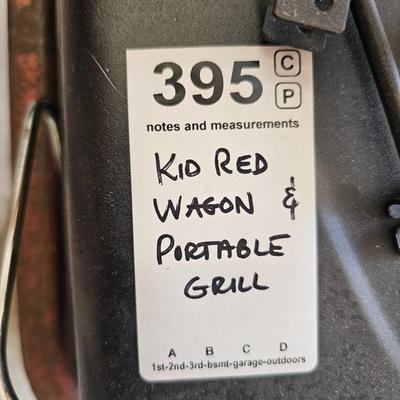 395 C
P
notes and measurements
KID RED
WAGON &
PORTABLE
GRILL
A B C D
1st-2nd-3rd-bsmt-garage-outdoors